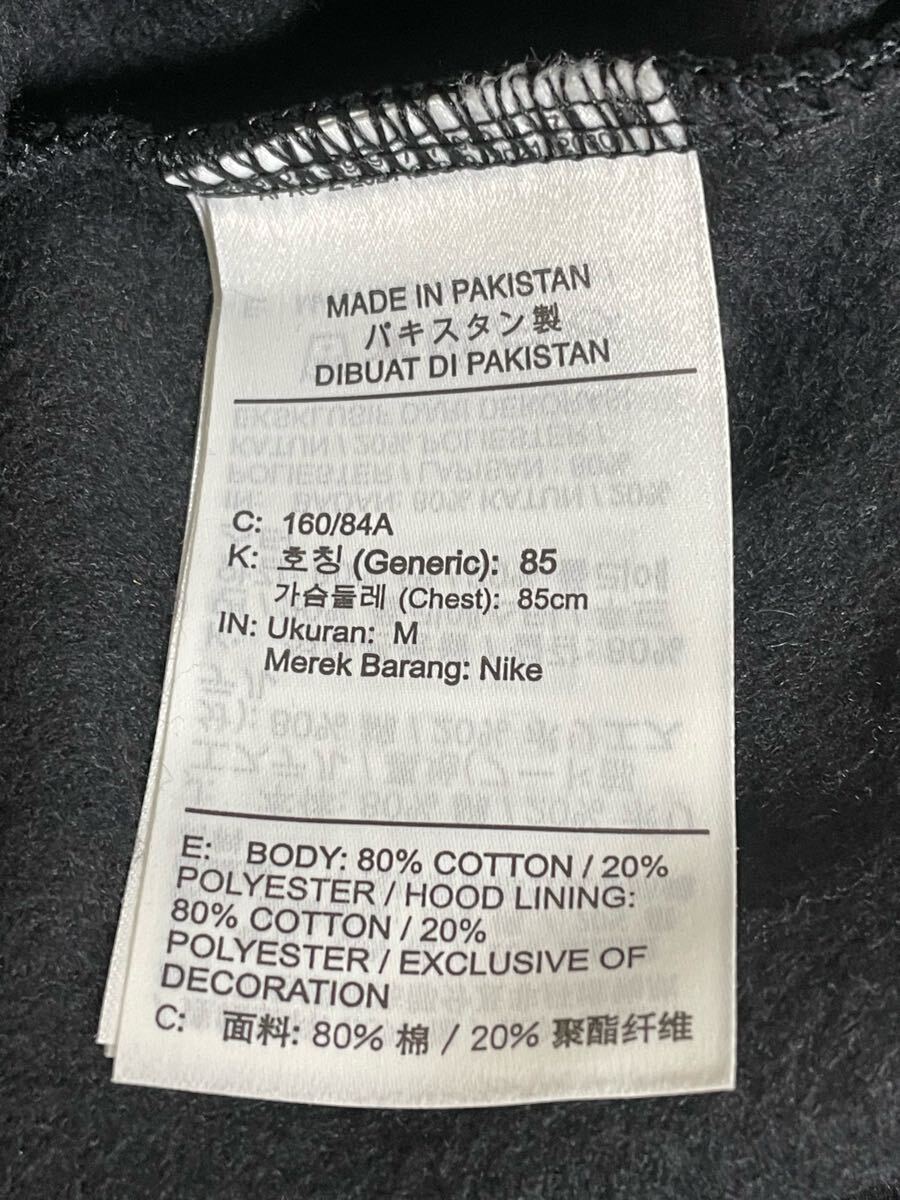 MADE IN PAKISTAN
パキスタン製
DIBUAT DI PAKISTAN
C: 160/84A
K: 호칭 (Generic): 85
가슴둘레 (Chest): 85cm
IN: Ukuran: M
Merek Barang: Nike
E: BODY: 80% COTTON / 20%
POLYESTER / HOOD LINING:
80% COTTON / 20%
POLYESTER / EXCLUSIVE OF
DECORATION
C: 面料: 80% 棉 / 20% 聚酯纤维